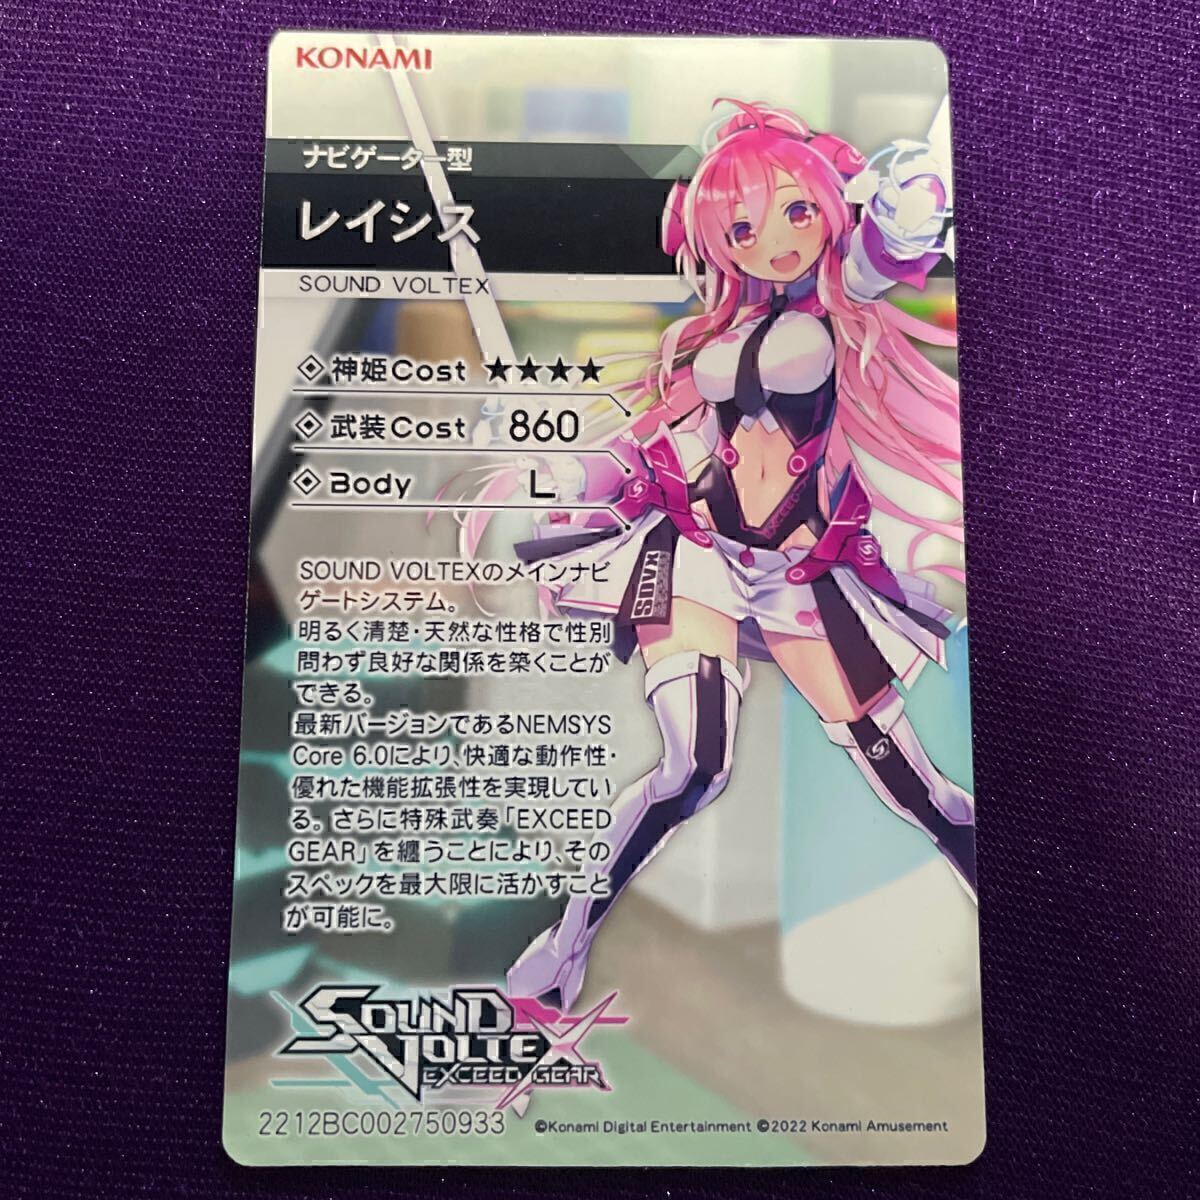 KONAMI
ナビゲーター型
レイシス
SOUND VOLTEX
神姫Cost ★★★★
武装Cost 860
Body L
SOUND VOLTEXのメインナビ
ゲートシステム。
明るく清楚・天然な性格で性別
問わず良好な関係を築くことが
できる。
最新バージョンであるNEMSYS
Core 6.0により、快適な動作性・
優れた機能拡張性を実現してい
る。さらに特殊武奏「EXCEED
GEAR」を纏うことにより、その
スペックを最大限に活かすこと
が可能に。
SDVX
EXCEED
SOUND
VOLTEX
EXCEED GEAR
2212BC002750933
©Konami Digital Entertainment ©2022 Konami Amusement